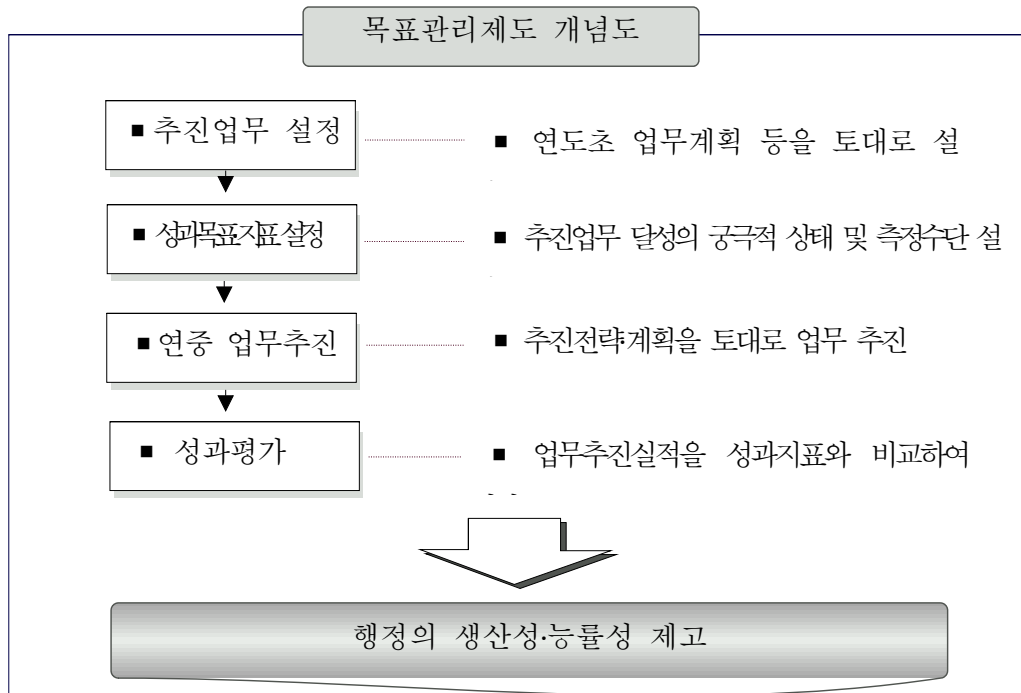 목표관리제도 개념도
■ 추진업무 설정
■ 연도초 업무계획 등을 토대로 설
■ 성과목표·지표 설정
■ 추진업무 달성의 궁극적 상태 및 측정수단 설
■ 연중 업무추진
■ 추진전략·계획을 토대로 업무 추진
■ 성과평가
■ 업무추진실적을 성과지표와 비교하여
행정의 생산성·능률성 제고